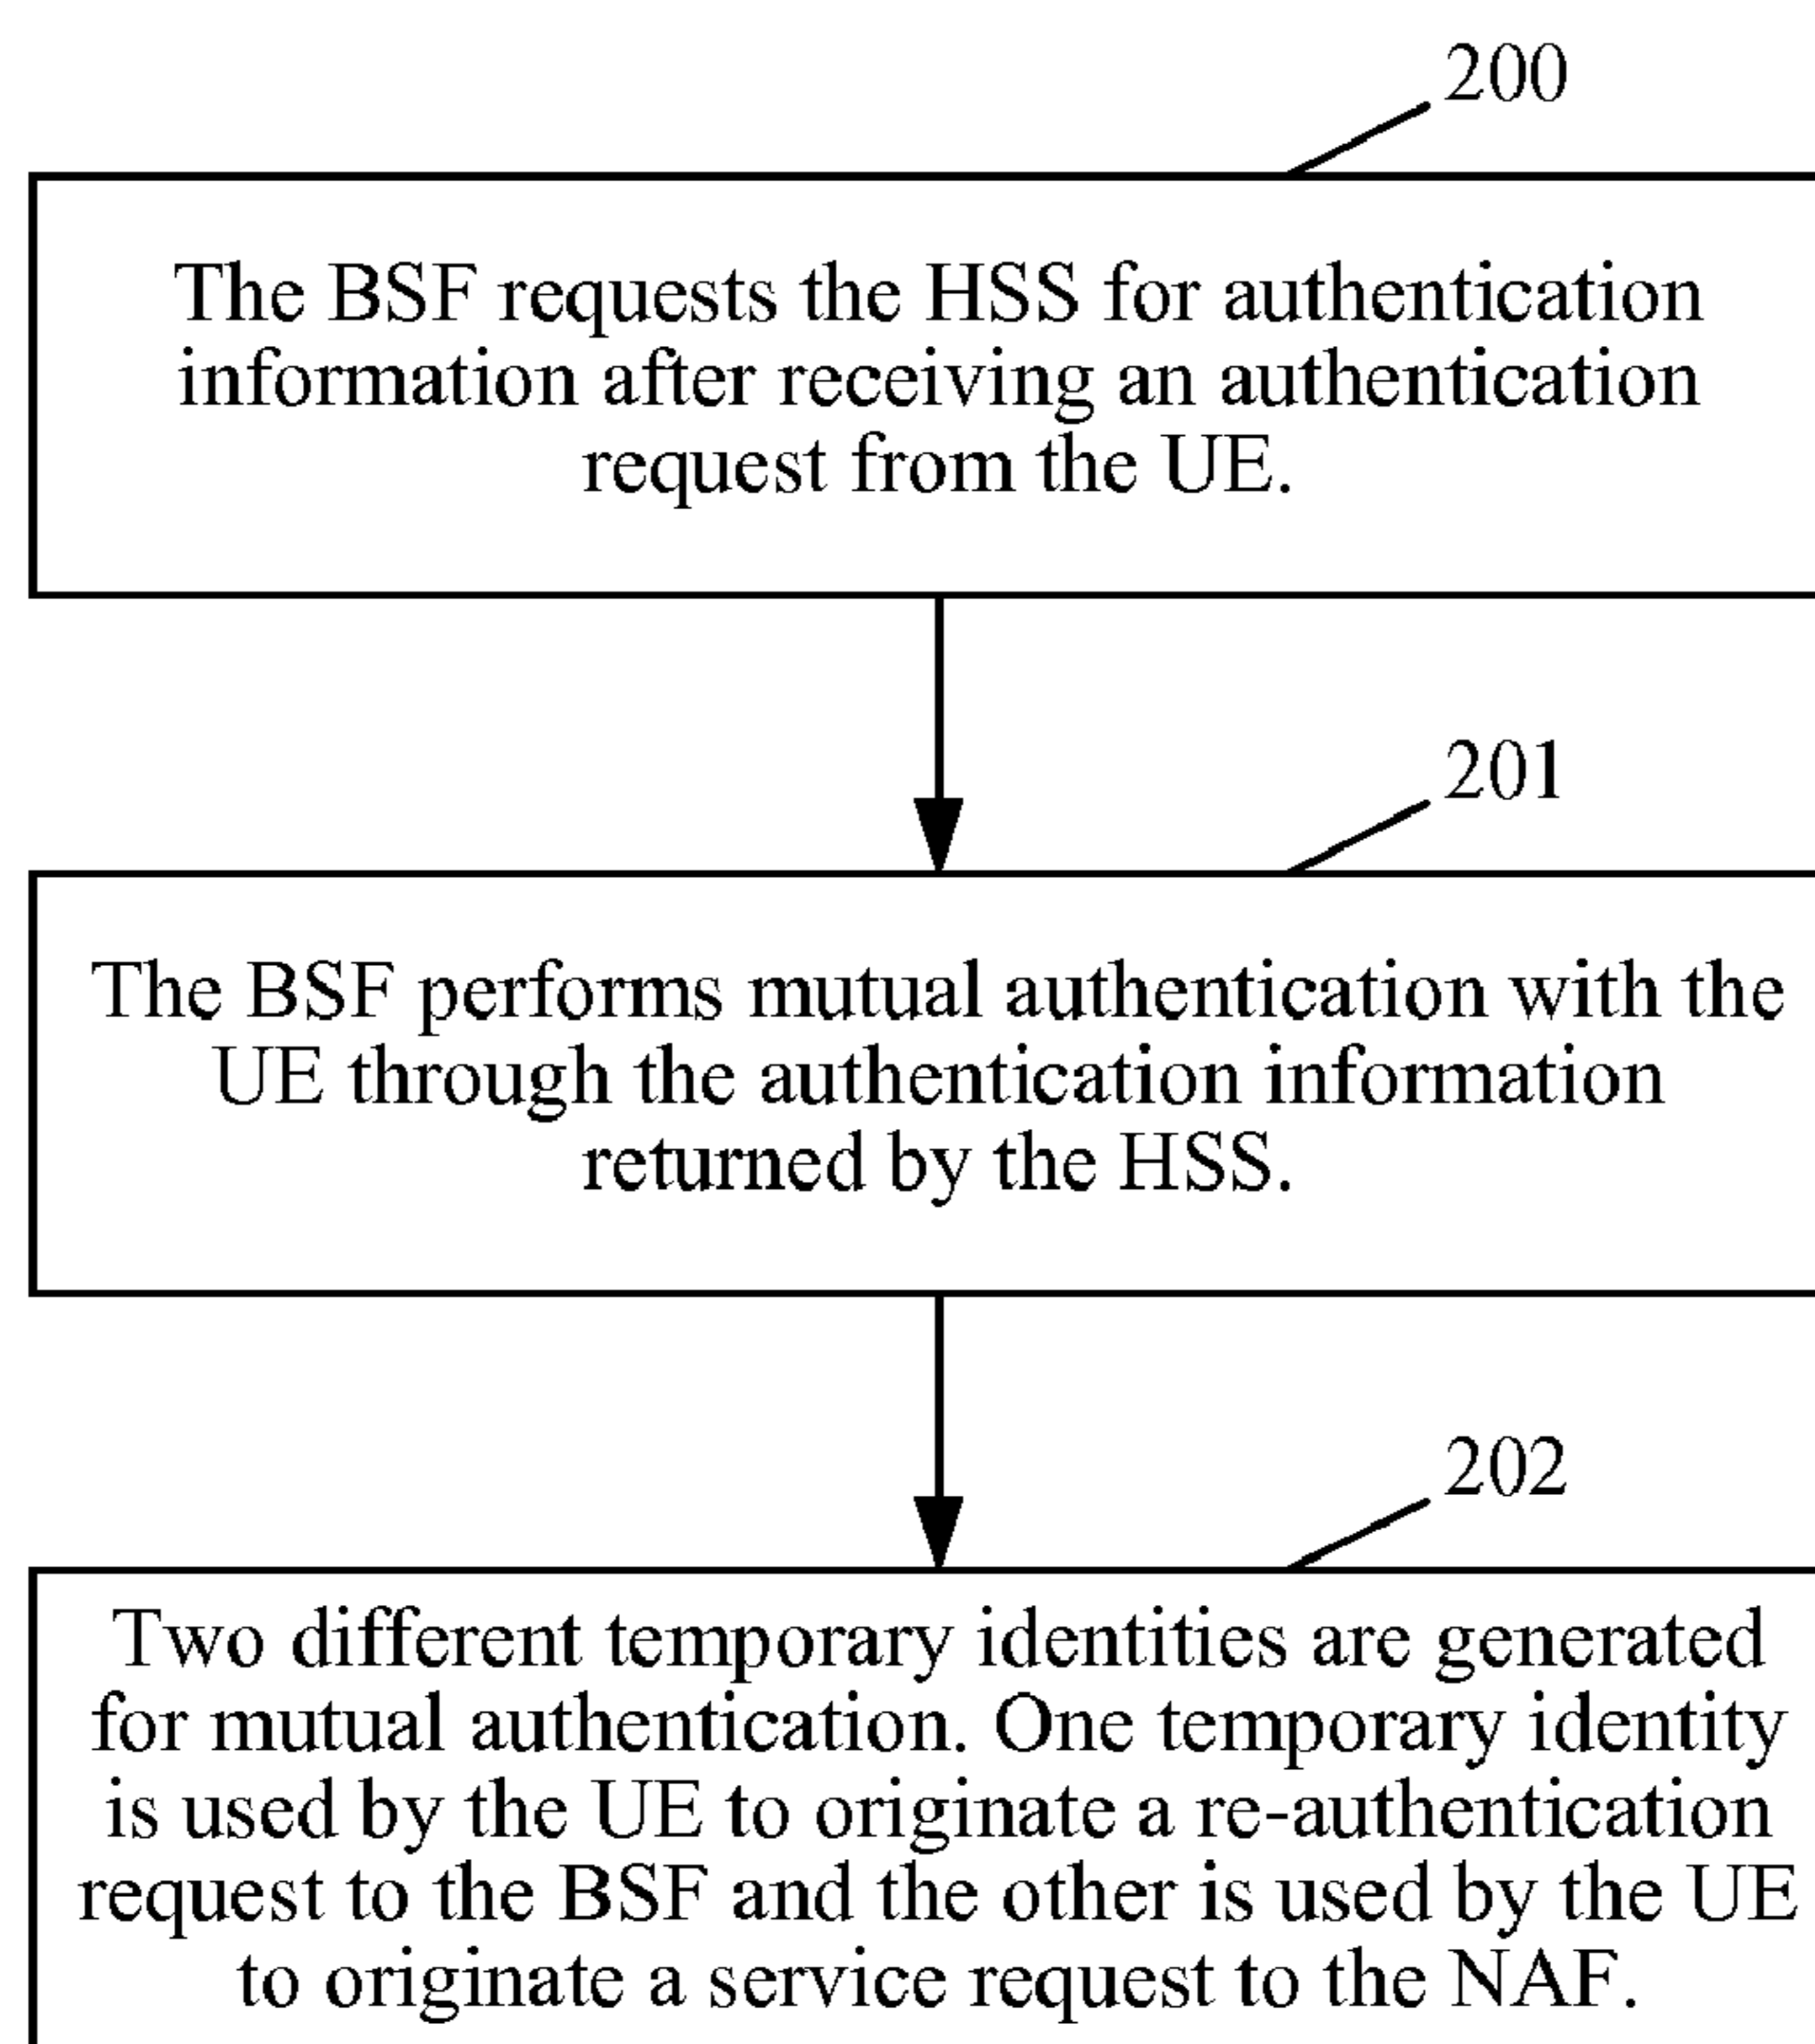 200
The BSF requests the HSS for authentication
information after receiving an authentication
request from the UE.
201
The BSF performs mutual authentication with the
UE through the authentication information
returned by the HSS.
202
Two different temporary identities are generated
for mutual authentication. One temporary identity
is used by the UE to originate a re-authentication
request to the BSF and the other is used by the UE
to originate a service request to the NAF.